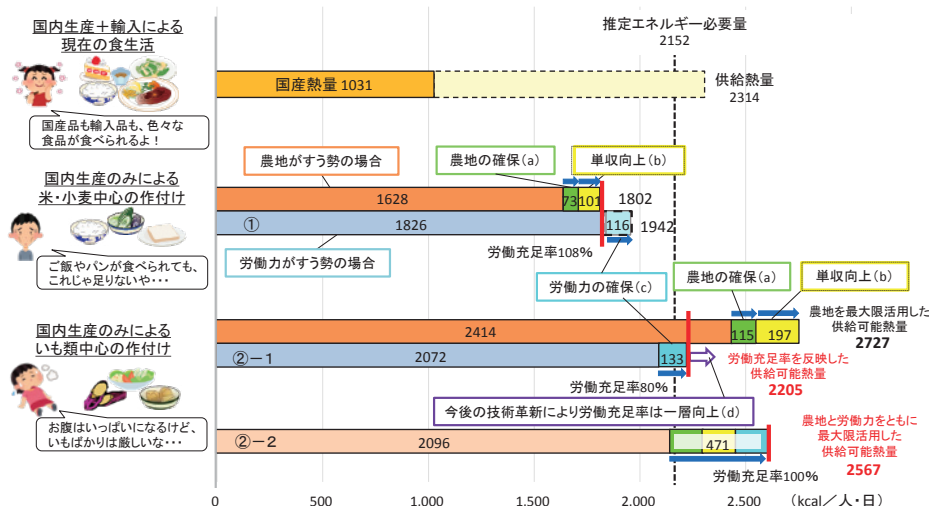 推定エネルギー必要量
2152
国内生産＋輸入による
現在の食生活
国産品も輸入品も、色々な
食品が食べられるよ！
国産熱量 1031
供給熱量
2314
国内生産のみによる
米・小麦中心の作付け
ご飯やパンが食べられても、
これじゃ足りないや・・・
農地がすう勢の場合
農地の確保（a）
単収向上（b）
1628
73
101
1802
①
1826
116
1942
労働力がすう勢の場合
労働充足率108%
労働力の確保（c）
農地の確保（a）
単収向上（b）
国内生産のみによる
いも類中心の作付け
お腹はいっぱいになるけど、
いもばかりは厳しいな・・・
2414
115
197
農地を最大限活用した
供給可能熱量
2727
②－1
2072
133
労働充足率を反映した
供給可能熱量
2205
労働充足率80%
今後の技術革新により労働充足率は一層向上（d）
②－2
2096
471
農地と労働力をともに
最大限活用した
供給可能熱量
2567
労働充足率100%
0
500
1.000
1.500
2.000
2.500
（kcal／人・日）